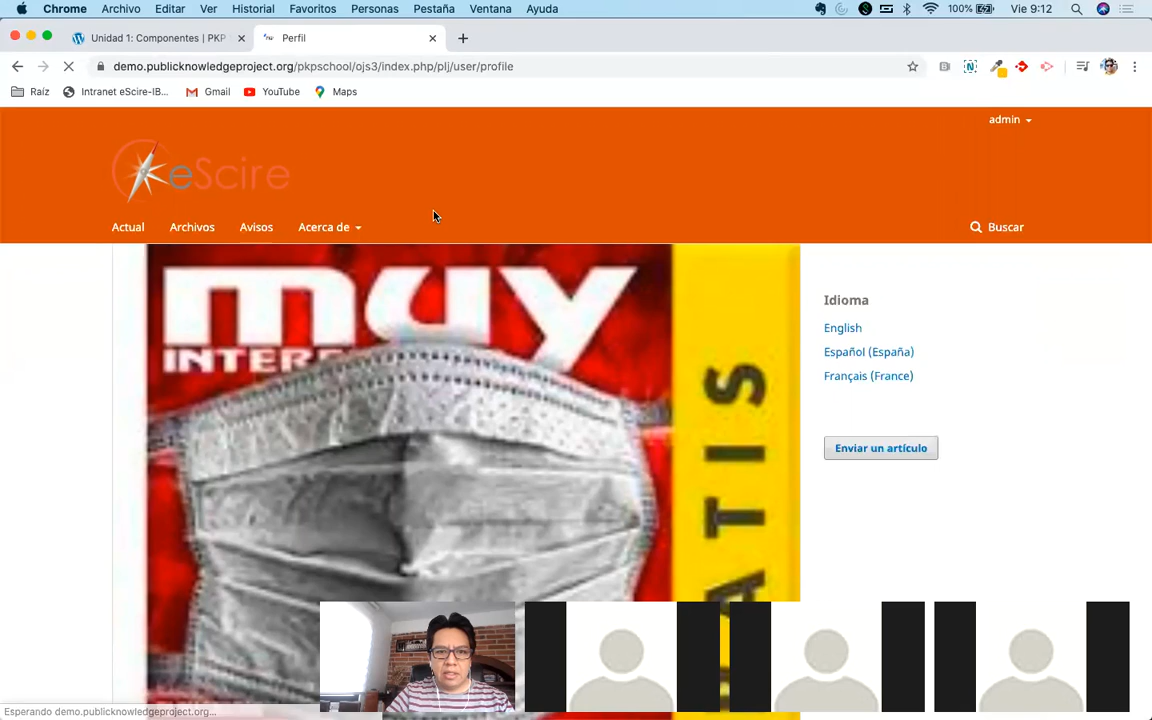 Chrome Archivo Editar Ver Historial Favoritos Personas Pestaña Ventana Ayuda 100% Vie 9:12
Unidad 1: Componentes | PKP Perfil
demo.publicknowledgeproject.org/pkpschool/ojs3/index.php/plj/user/profile
Raíz Intranet eScire-IB... Gmail YouTube Maps
admin
eScire
Actual Archivos Avisos Acerca de Buscar
muy
INTERE
ATIS
Idioma
English
Español (España)
Français (France)
Enviar un artículo
Esperando demo.publicknowledgeproject.org...